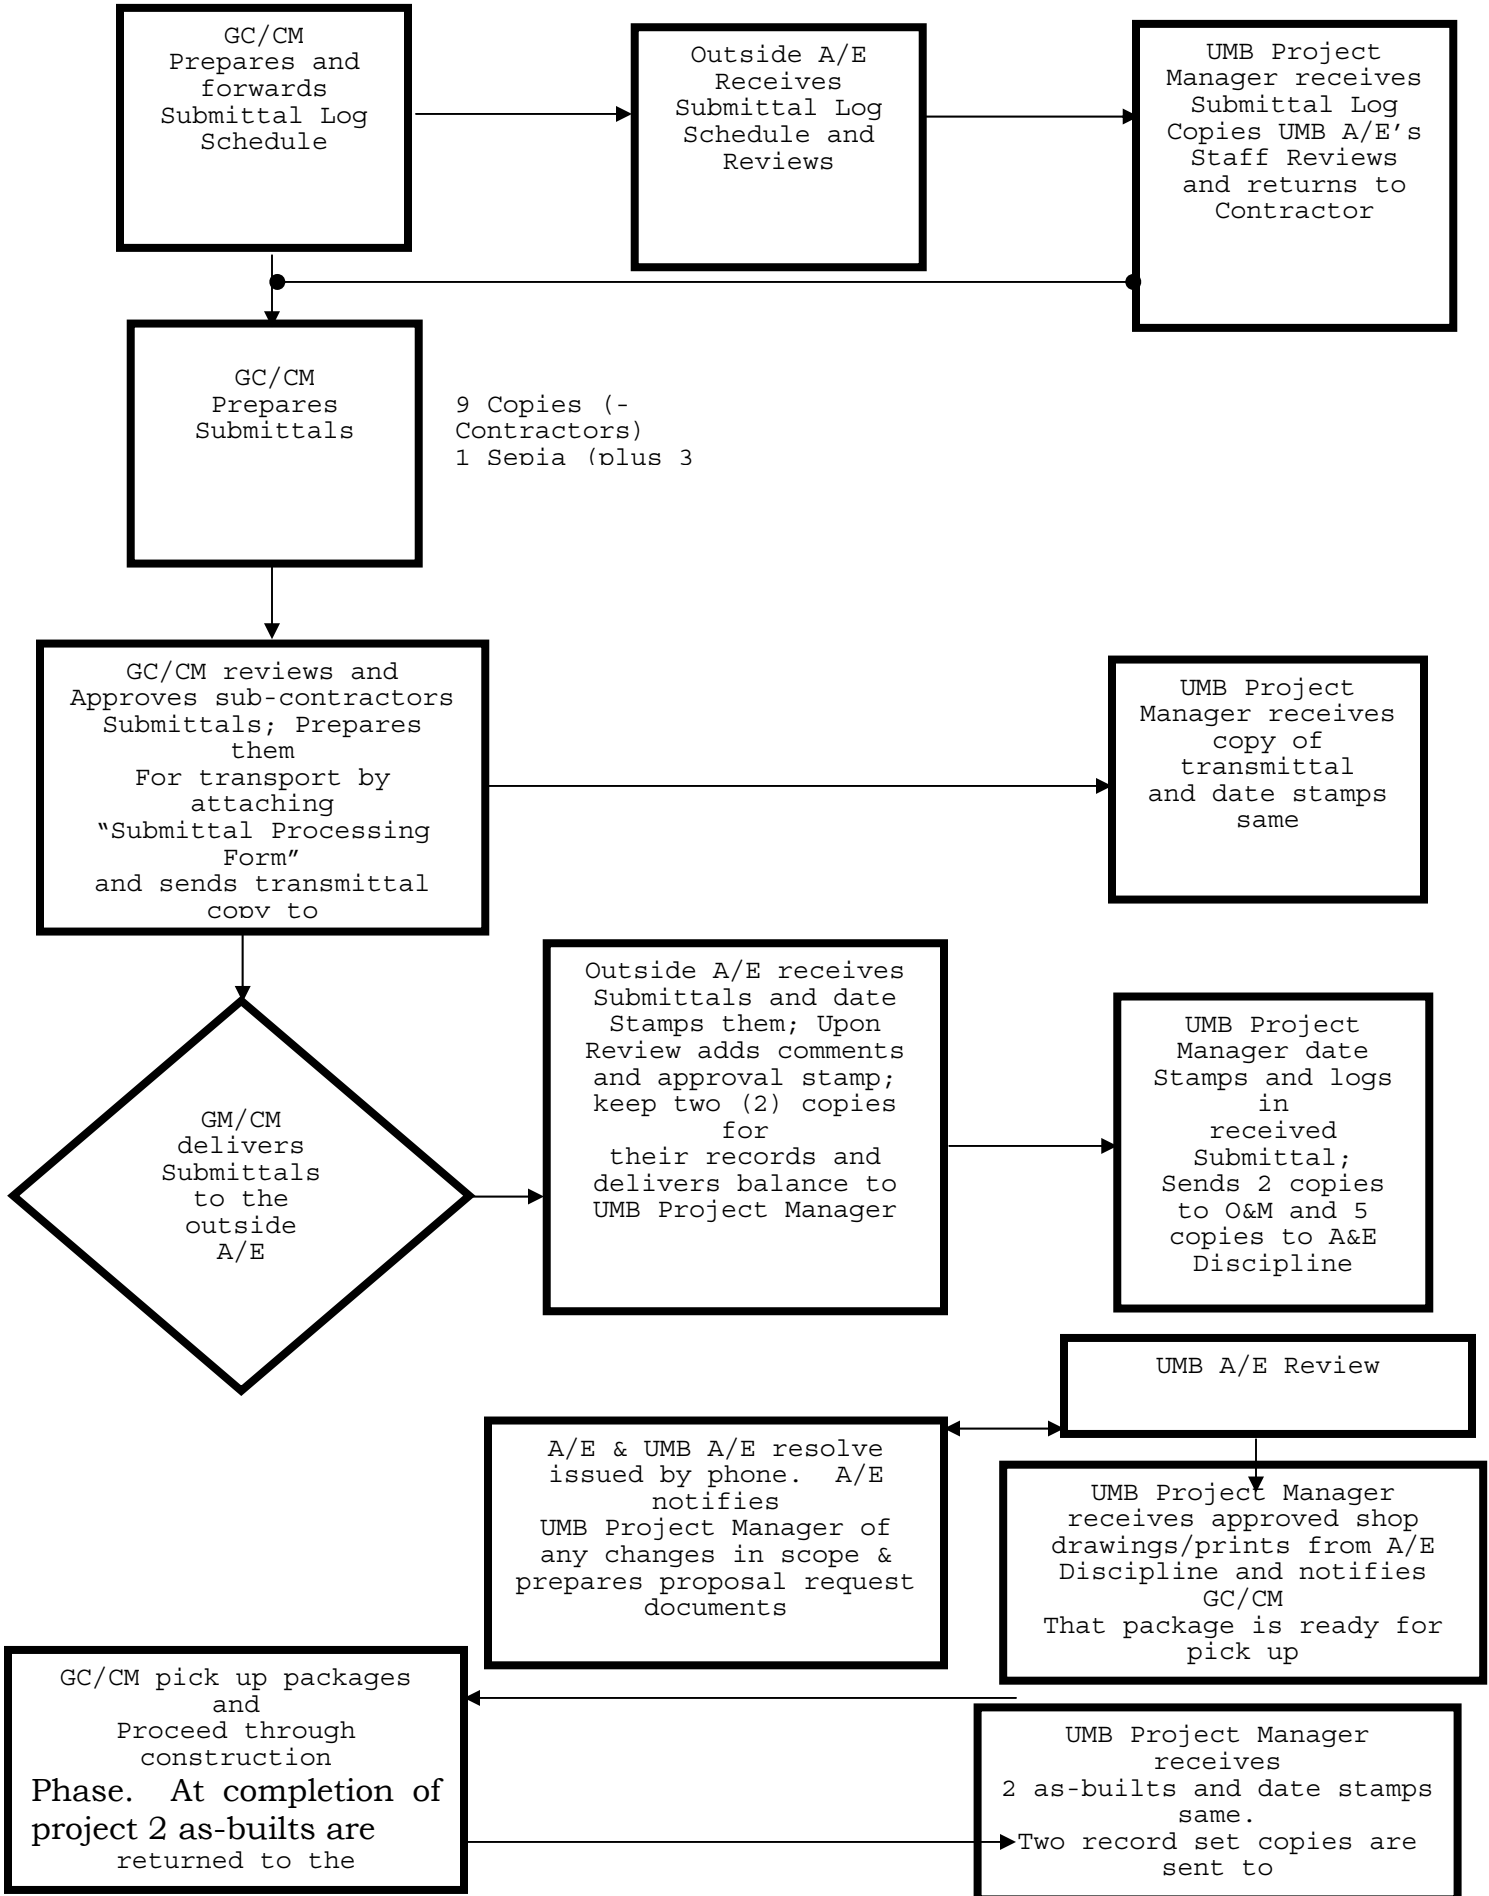 GC/CM
Prepares and
forwards
Submittal Log
Schedule
Outside A/E
Receives
Submittal Log
Schedule and
Reviews
UMB Project
Manager receives
Submittal Log
Copies UMB A/E’s
Staff Reviews
and returns to
Contractor
GC/CM
Prepares
Submittals
9 Copies (-
Contractors)
1 Sepia (plus 3
GC/CM reviews and
Approves sub-contractors
Submittals; Prepares
them
For transport by
attaching
“Submittal Processing
Form”
and sends transmittal
copy to
UMB Project
Manager receives
copy of
transmittal
and date stamps
same
GM/CM
delivers
Submittals
to the
outside
A/E
Outside A/E receives
Submittals and date
Stamps them; Upon
Review adds comments
and approval stamp;
keep two (2) copies
for
their records and
delivers balance to
UMB Project Manager
UMB Project
Manager date
Stamps and logs
in
received
Submittal;
Sends 2 copies
to O&M and 5
copies to A&E
Discipline
UMB A/E Review
A/E & UMB A/E resolve
issued by phone. A/E
notifies
UMB Project Manager of
any changes in scope &
prepares proposal request
documents
UMB Project Manager
receives approved shop
drawings/prints from A/E
Discipline and notifies
GC/CM
That package is ready for
pick up
GC/CM pick up packages
and
Proceed through
construction
Phase. At completion of
project 2 as-builts are
returned to the
UMB Project Manager
receives
2 as-builts and date stamps
same.
Two record set copies are
sent to